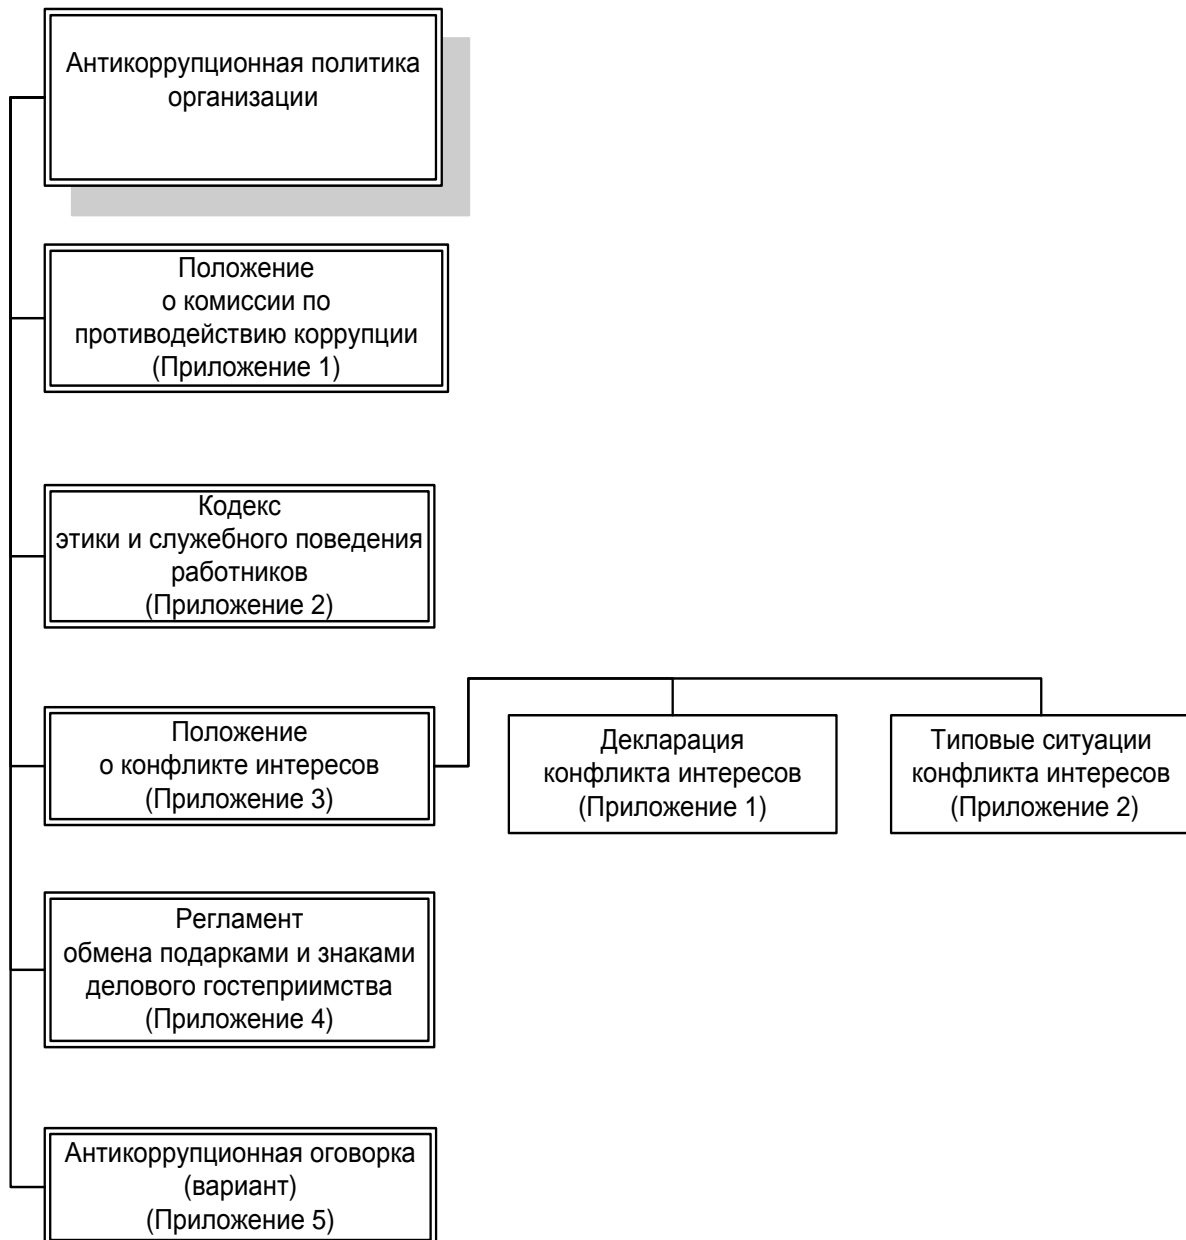 Антикоррупционная политика
организации
Положение
о комиссии по
противодействию коррупции
(Приложение 1)
Кодекс
этики и служебного поведения
работников
(Приложение 2)
Положение
о конфликте интересов
(Приложение 3)
Декларация
конфликта интересов
(Приложение 1)
Типовые ситуации
конфликта интересов
(Приложение 2)
Регламент
обмена подарками и знаками
делового гостеприимства
(Приложение 4)
Антикоррупционная оговорка
(вариант)
(Приложение 5)